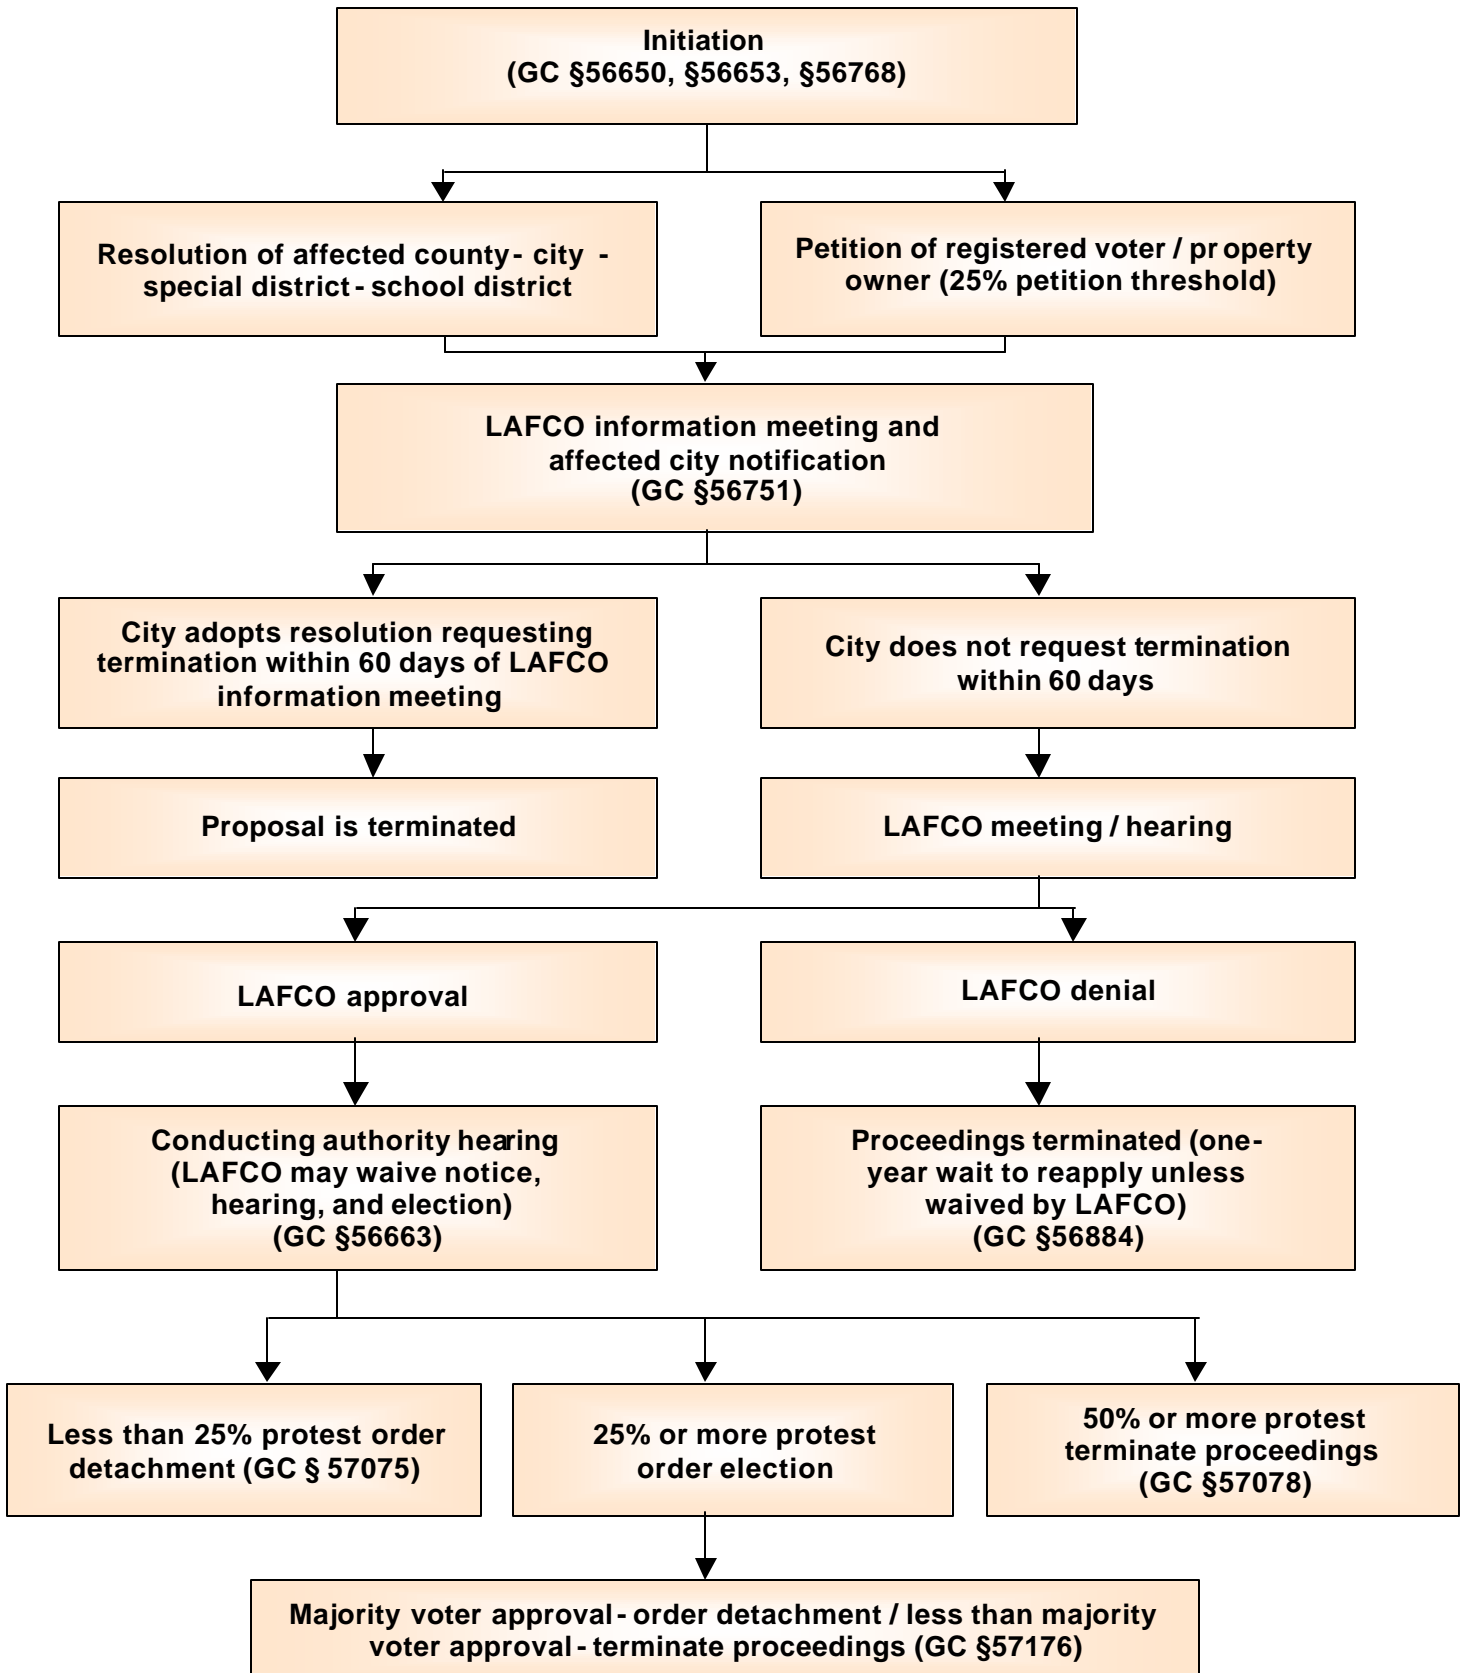 Initiation
(GC §56650, §56653, §56768)
Resolution of affected county- city -
special district - school district
Petition of registered voter / property
owner (25% petition threshold)
LAFCO information meeting and
affected city notification
(GC §56751)
City adopts resolution requesting
termination within 60 days of LAFCO
information meeting
City does not request termination
within 60 days
Proposal is terminated
LAFCO meeting / hearing
LAFCO approval
LAFCO denial
Conducting authority hearing
(LAFCO may waive notice,
hearing, and election)
(GC §56663)
Proceedings terminated (one-
year wait to reapply unless
waived by LAFCO)
(GC §56884)
Less than 25% protest order
detachment (GC § 57075)
25% or more protest
order election
50% or more protest
terminate proceedings
(GC §57078)
Majority voter approval - order detachment / less than majority
voter approval - terminate proceedings (GC §57176)